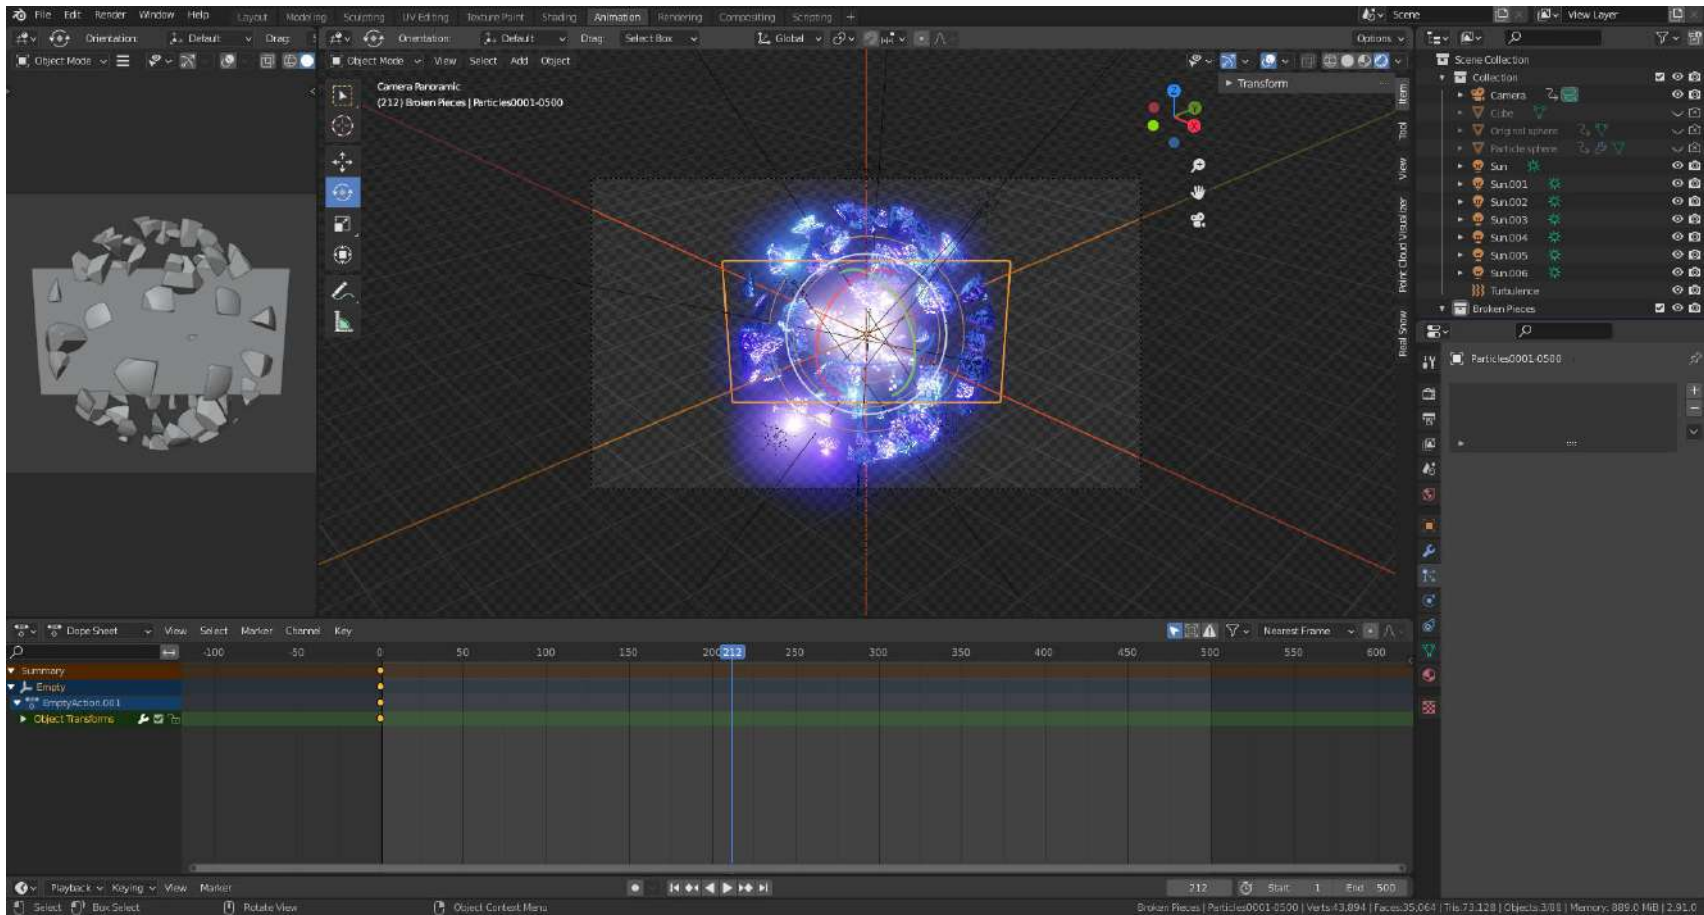 File Edit Render Window Help Layout Modeling Sculpting UV Editing Texture Paint Shading Animation Rendering Compositing Scripting + Scene View Layer
Orientation: Default Drag: Orientation: Default Drag: Select Box Global Options
Object Mode Object Mode View Select Add Object
Camera Panoramic
(212) Broken Pieces | Particles0001-0500
Transform
Item
Tool
View
Point Cloud Visualizer
Real Snow
Z
Y
X
Scene Collection
Collection
Camera
Cube
Original sphere
Particle sphere
Sun
Sun.001
Sun.002
Sun.003
Sun.004
Sun.005
Sun.006
Turbulence
Broken Pieces
Particles0001-0500
Dope Sheet View Select Marker Channel Key Nearest Frame
-100 -50 0 50 100 150 200 212 250 300 350 400 450 500 550 600
Summary
Empty
EmptyAction.001
Object Transforms
Playback Keying View Marker 212 Start 1 End 500
Select Box Select Rotate View Object Context Menu Broken Pieces | Particles0001-0500 | Verts:43,894 | Faces:35,064 | Tris:73,128 | Objects:3/88 | Memory: 889.0 MiB | 2.91.0